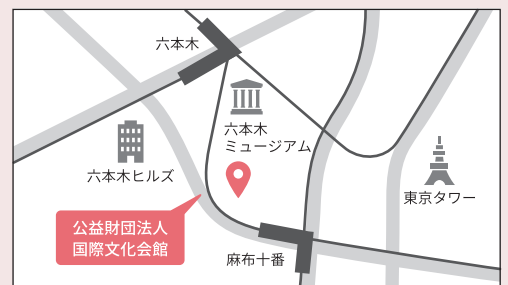 六本木
六本木
ミュージアム
六本木ヒルズ
東京タワー
公益財団法人
国際文化会館
麻布十番